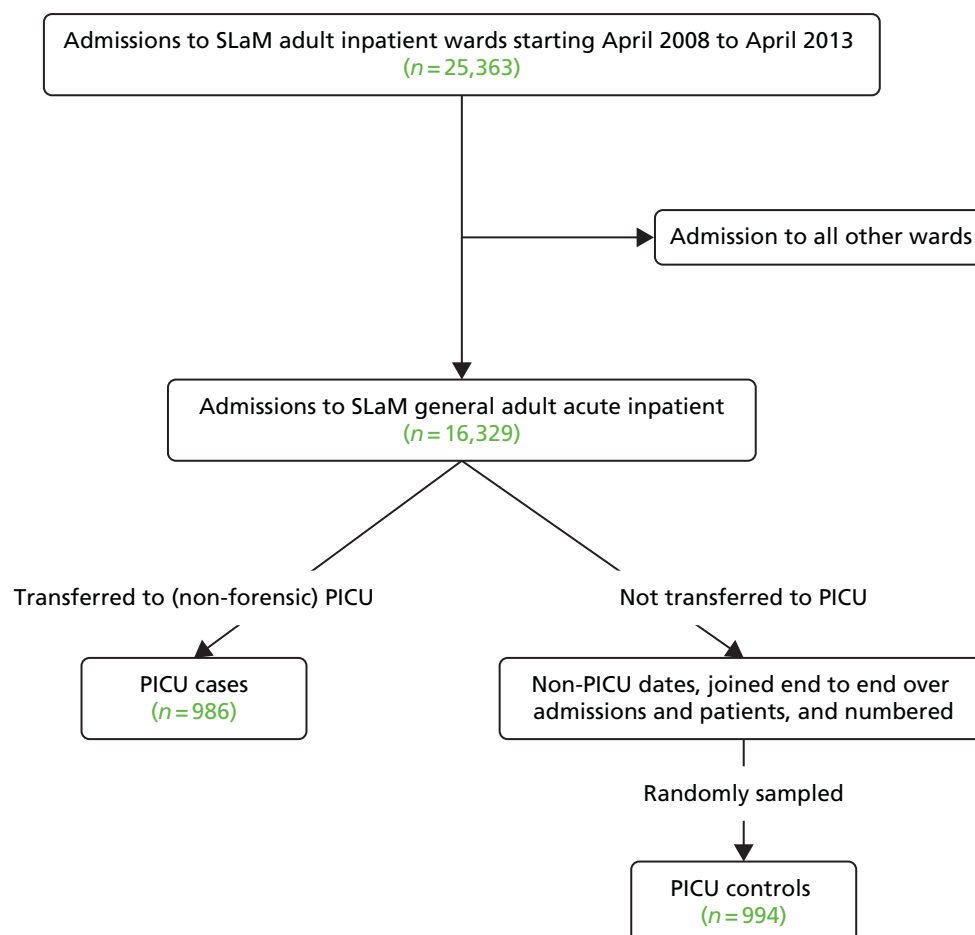 Admissions to SLaM adult inpatient wards starting April 2008 to April 2013
(n = 25,363)
Admission to all other wards
Admissions to SLaM general adult acute inpatient
(n = 16,329)
Transferred to (non-forensic) PICU
Not transferred to PICU
PICU cases
(n = 986)
Non-PICU dates, joined end to end over
admissions and patients, and numbered
Randomly sampled
PICU controls
(n = 994)